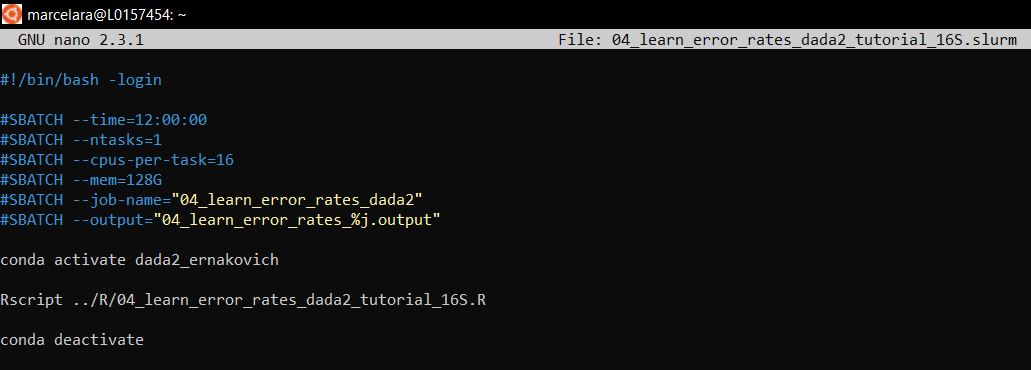 marcelara@L0157454: ~
GNU nano 2.3.1 File: 04_learn_error_rates_dada2_tutorial_16S.slurm
#!/bin/bash -login
#SBATCH --time=12:00:00
#SBATCH --ntasks=1
#SBATCH --cpus-per-task=16
#SBATCH --mem=128G
#SBATCH --job-name="04_learn_error_rates_dada2"
#SBATCH --output="04_learn_error_rates_%j.output"
conda activate dada2_ernakovich
Rscript ../R/04_learn_error_rates_dada2_tutorial_16S.R
conda deactivate